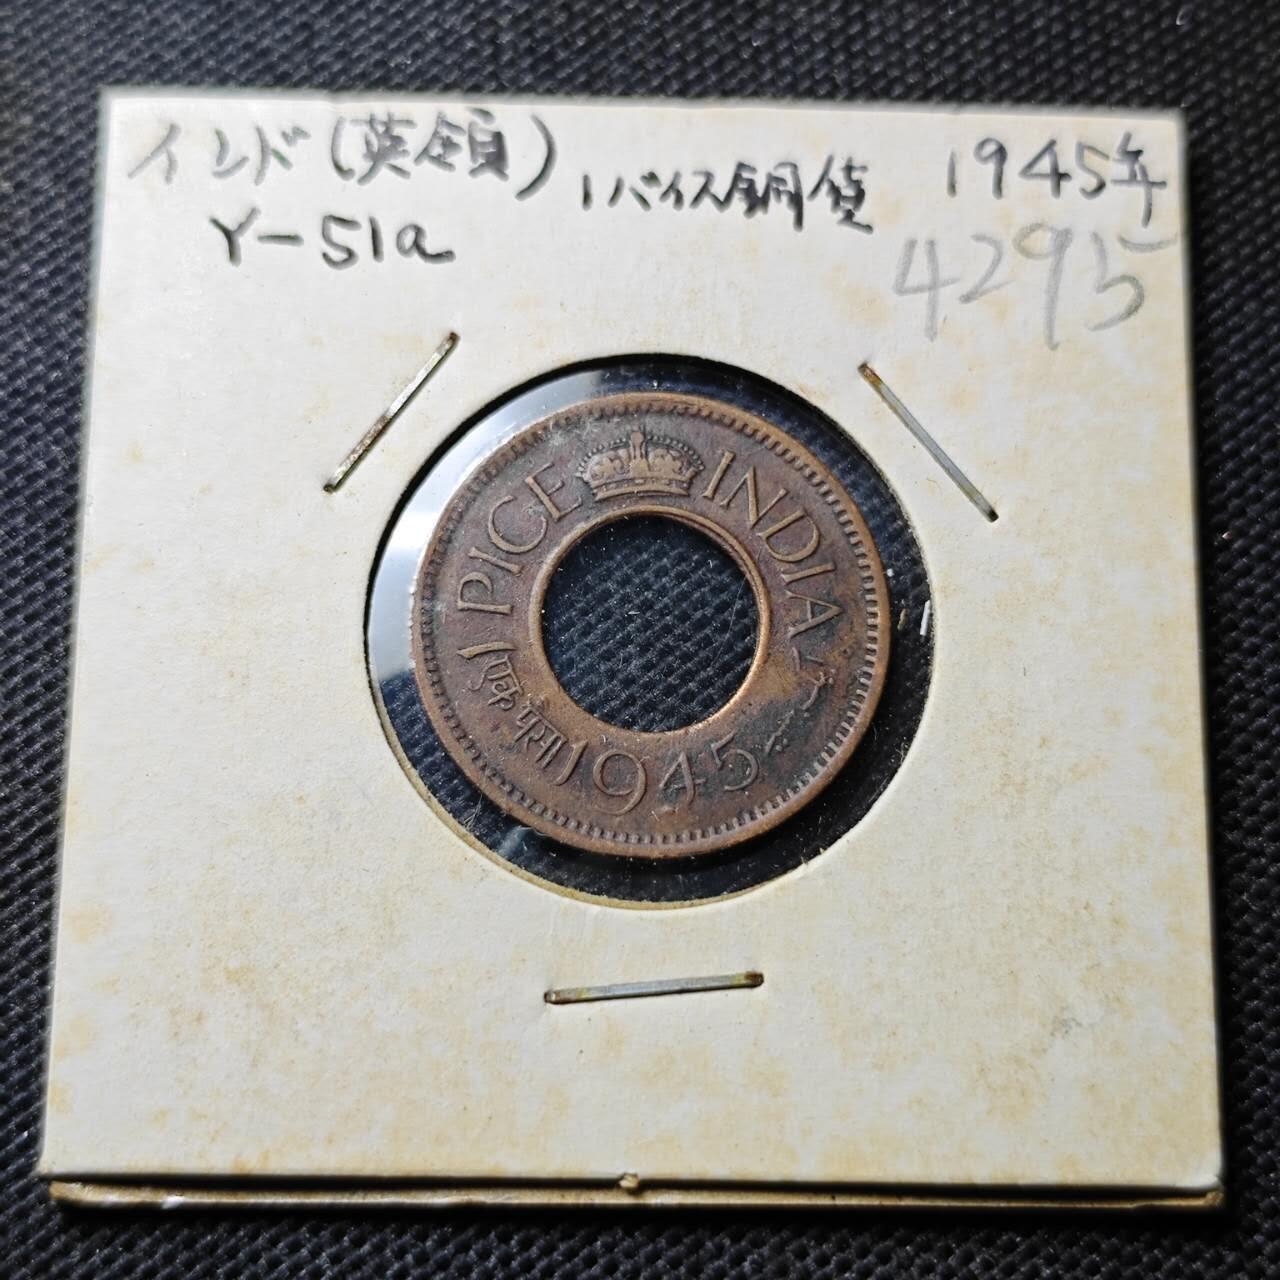 インド(英領) 1パイス銅貨 1945年
Y-51a
4295
1 PICE INDIA
एक पैसा 1945